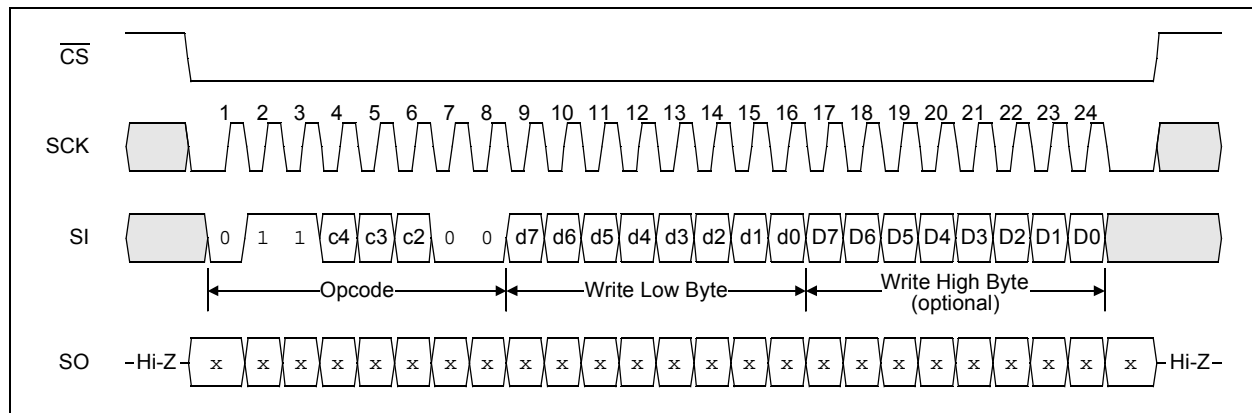 CS
1 2 3 4 5 6 7 8 9 10 11 12 13 14 15 16 17 18 19 20 21 22 23 24
SCK
SI 0 1 1 c4 c3 c2 0 0 d7 d6 d5 d4 d3 d2 d1 d0 D7 D6 D5 D4 D3 D2 D1 D0
Opcode Write Low Byte Write High Byte
(optional)
SO Hi-Z x x x x x x x x x x x x x x x x x x x x x x x x x Hi-Z